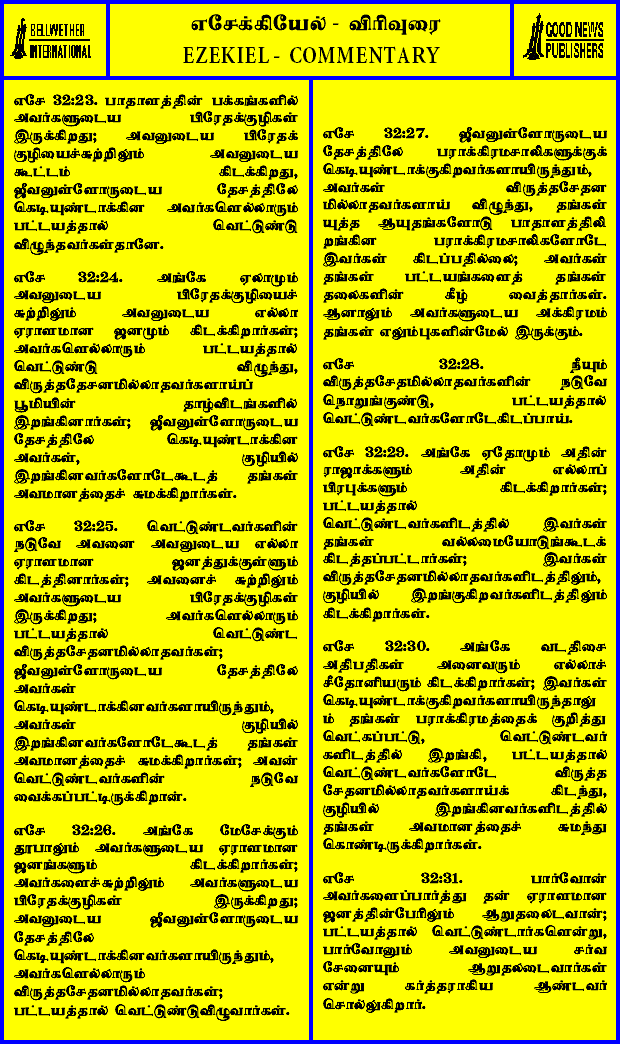 BELLWETHER
INTERNATIONAL
எசேக்கியேல் - விரிவுரை
EZEKIEL - COMMENTARY
GOOD NEWS
PUBLISHERS
எசே 32:23. பாதாளத்தின் பக்கங்களில்
அவர்களுடைய பிரேதக்குழிகள்
இருக்கிறது; அவனுடைய பிரேதக்
குழியைச்சுற்றிலும் அவனுடைய
கூட்டம் கிடக்கிறது,
ஜீவனுள்ளோருடைய தேசத்திலே
கெடியுண்டாக்கின அவர்களெல்லாரும்
பட்டயத்தால் வெட்டுண்டு
விழுந்தவர்கள்தானே.
எசே 32:24. அங்கே ஏலாமும்
அவனுடைய பிரேதக்குழியைச்
சுற்றிலும் அவனுடைய எல்லா
ஏராளமான ஜனமும் கிடக்கிறார்கள்;
அவர்களெல்லாரும் பட்டயத்தால்
வெட்டுண்டு விழுந்து,
விருத்தசேதனமில்லாதவர்களாய்ப்
பூமியின் தாழ்விடங்களில்
இறங்கினார்கள்; ஜீவனுள்ளோருடைய
தேசத்திலே கெடியுண்டாக்கின
அவர்கள், குழியில்
இறங்கினவர்களோடேகூடத் தங்கள்
அவமானத்தைச் சுமக்கிறார்கள்.
எசே 32:25. வெட்டுண்டவர்களின்
நடுவே அவனை அவனுடைய எல்லா
ஏராளமான ஜனத்துக்குள்ளும்
கிடத்தினார்கள்; அவனைச் சுற்றிலும்
அவர்களுடைய பிரேதக்குழிகள்
இருக்கிறது; அவர்களெல்லாரும்
பட்டயத்தால் வெட்டுண்ட
விருத்தசேதனமில்லாதவர்கள்;
ஜீவனுள்ளோருடைய தேசத்திலே
அவர்கள்
கெடியுண்டாக்கினவர்களாயிருந்தும்,
அவர்கள் குழியில்
இறங்கினவர்களோடேகூடத் தங்கள்
அவமானத்தைச் சுமக்கிறார்கள்; அவன்
வெட்டுண்டவர்களின் நடுவே
வைக்கப்பட்டிருக்கிறான்.
எசே 32:26. அங்கே மேசேக்கும்
தூபாலும் அவர்களுடைய ஏராளமான
ஜனங்களும் கிடக்கிறார்கள்;
அவர்களைச்சுற்றிலும் அவர்களுடைய
பிரேதக்குழிகள் இருக்கிறது;
அவனுடைய ஜீவனுள்ளோருடைய
தேசத்திலே
கெடியுண்டாக்கினவர்களாயிருந்தும்,
அவர்களெல்லாரும்
விருத்தசேதனமில்லாதவர்கள்;
பட்டயத்தால் வெட்டுண்டுவிழுவார்கள்.
எசே 32:27. ஜீவனுள்ளோருடைய
தேசத்திலே பராக்கிரமசாலிகளுக்குக்
கெடியுண்டாக்குகிறவர்களாயிருந்தும்,
அவர்கள் விருத்தசேதன
மில்லாதவர்களாய் விழுந்து, தங்கள்
யுத்த ஆயுதங்களோடு பாதாளத்திலி
றங்கின பராக்கிரமசாலிகளோடே
இவர்கள் கிடப்பதில்லை; அவர்கள்
தங்கள் பட்டயங்களைத் தங்கள்
தலைகளின் கீழ் வைத்தார்கள்.
ஆனாலும் அவர்களுடைய அக்கிரமம்
தங்கள் எலும்புகளின்மேல் இருக்கும்.
எசே 32:28. நீயும்
விருத்தசேதமில்லாதவர்களின் நடுவே
நொறுங்குண்டு, பட்டயத்தால்
வெட்டுண்டவர்களோடேகிடப்பாய்.
எசே 32:29. அங்கே ஏதோமும் அதின்
ராஜாக்களும் அதின் எல்லாப்
பிரபுக்களும் கிடக்கிறார்கள்;
பட்டயத்தால்
வெட்டுண்டவர்களிடத்தில் இவர்கள்
தங்கள் வல்லமையோடுங்கூடக்
கிடத்தப்பட்டார்கள்; இவர்கள்
விருத்தசேதனமில்லாதவர்களிடத்திலும்,
குழியில் இறங்குகிறவர்களிடத்திலும்
கிடக்கிறார்கள்.
எசே 32:30. அங்கே வடதிசை
அதிபதிகள் அனைவரும் எல்லாச்
சீதோனியரும் கிடக்கிறார்கள்; இவர்கள்
கெடியுண்டாக்குகிறவர்களாயிருந்தாலு
ம் தங்கள் பராக்கிரமத்தைக் குறித்து
வெட்கப்பட்டு, வெட்டுண்டவர்
களிடத்தில் இறங்கி, பட்டயத்தால்
வெட்டுண்டவர்களோடே விருத்த
சேதனமில்லாதவர்களாய்க் கிடந்து,
குழியில் இறங்கினவர்களிடத்தில்
தங்கள் அவமானத்தைச் சுமந்து
கொண்டிருக்கிறார்கள்.
எசே 32:31. பார்வோன்
அவர்களைப்பார்த்து தன் ஏராளமான
ஜனத்தின்பேரிலும் ஆறுதலைடவான்;
பட்டயத்தால் வெட்டுண்டார்களென்று,
பார்வோனும் அவனுடைய சர்வ
சேனையும் ஆறுதல்டைவார்கள்
என்று கர்த்தராகிய ஆண்டவர்
சொல்லுகிறார்.